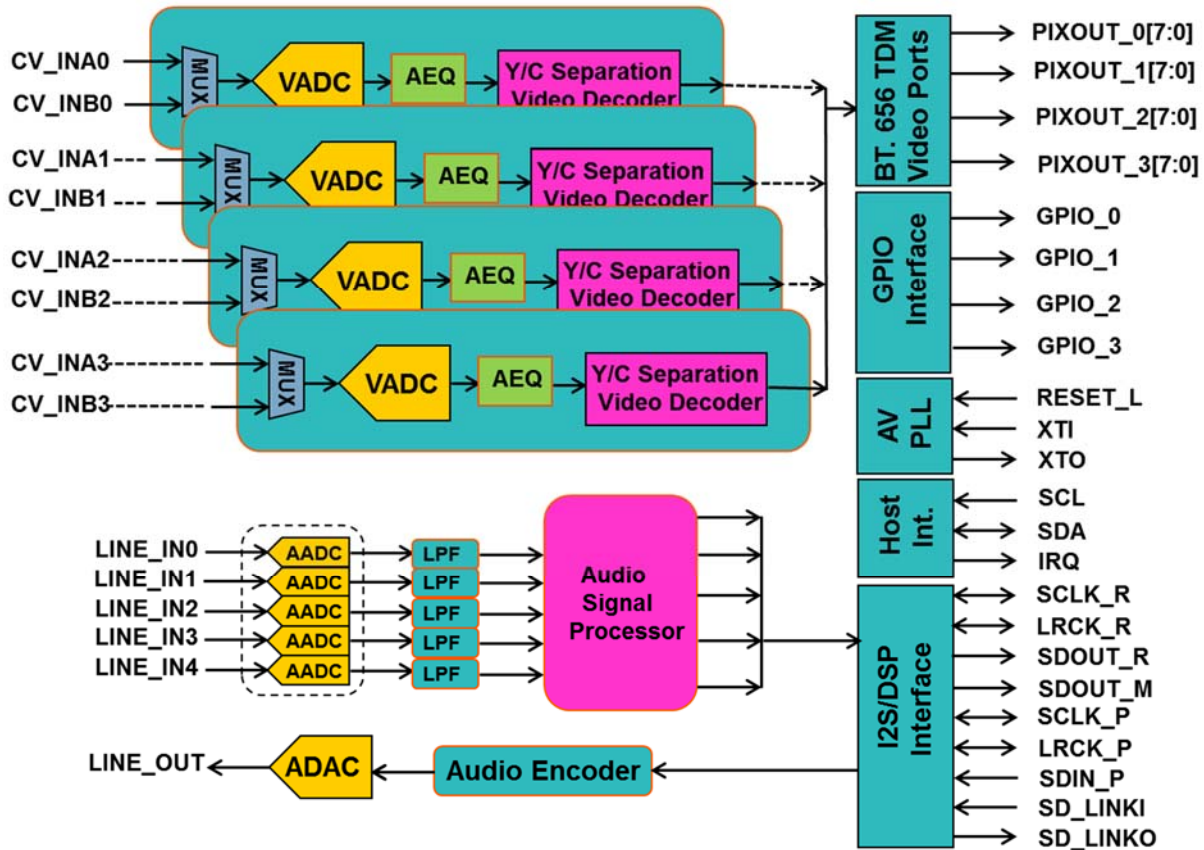 CV_INA0
CV_INB0
MUX
VADC
AEQ
Y/C Separation
Video Decoder
CV_INA1
CV_INB1
MUX
VADC
AEQ
Y/C Separation
Video Decoder
CV_INA2
CV_INB2
MUX
VADC
AEQ
Y/C Separation
Video Decoder
CV_INA3
CV_INB3
MUX
VADC
AEQ
Y/C Separation
Video Decoder
BT. 656 TDM
Video Ports
PIXOUT_0[7:0]
PIXOUT_1[7:0]
PIXOUT_2[7:0]
PIXOUT_3[7:0]
GPIO
Interface
GPIO_0
GPIO_1
GPIO_2
GPIO_3
AV
PLL
RESET_L
XTI
XTO
Host
Int.
SCL
SDA
IRQ
LINE_IN0
LINE_IN1
LINE_IN2
LINE_IN3
LINE_IN4
AADC
AADC
AADC
AADC
AADC
LPF
LPF
LPF
LPF
LPF
Audio
Signal
Processor
I2S/DSP
Interface
SCLK_R
LRCK_R
SDOUT_R
SDOUT_M
SCLK_P
LRCK_P
SDIN_P
SD_LINKI
SD_LINKO
LINE_OUT
ADAC
Audio Encoder